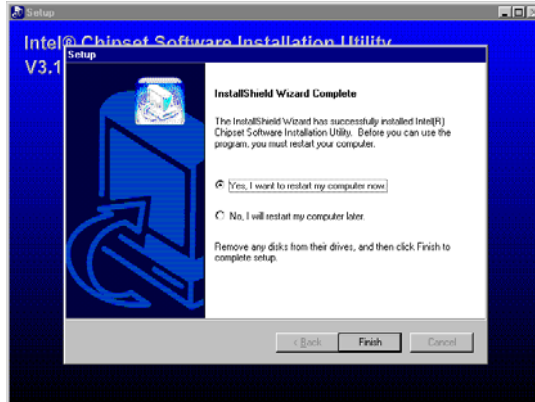 Setup
Intel® Chipset Software Installation Utility
V3.1
Setup
InstallShield Wizard Complete
The InstallShield Wizard has successfully installed Intel(R)
Chipset Software Installation Utility. Before you can use the
program, you must restart your computer.
Yes, I want to restart my computer now.
No, I will restart my computer later.
Remove any disks from their drives, and then click Finish to
complete setup.
< Back
Finish
Cancel